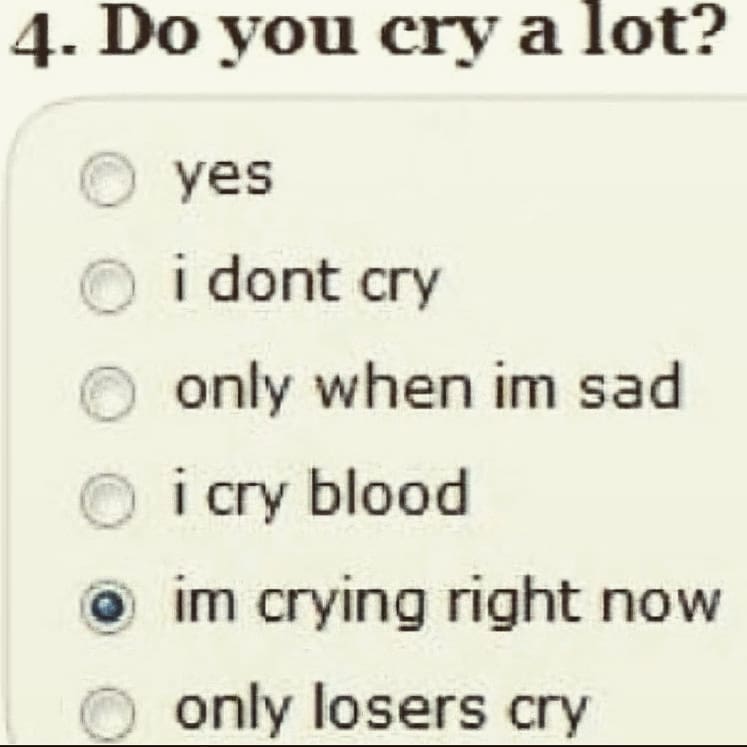 4. Do you cry a lot?
yes
i dont cry
only when im sad
i cry blood
im crying right now
only losers cry